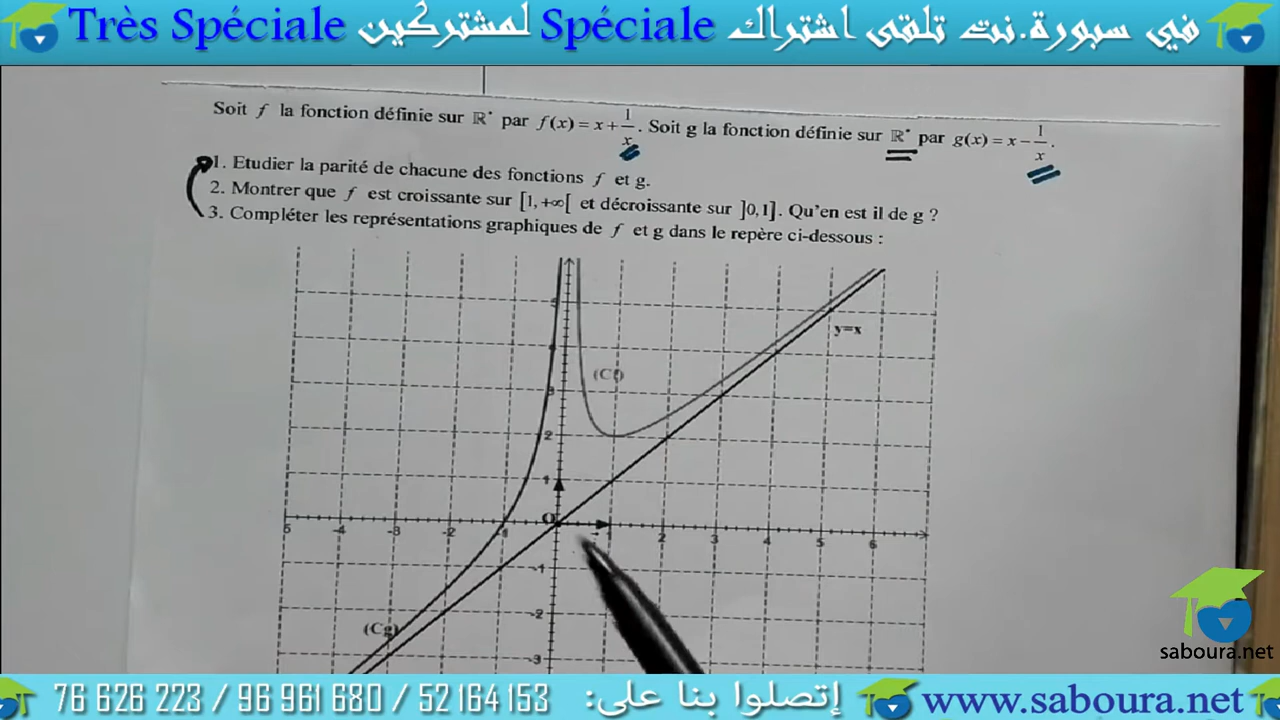 في سبورة.نت تلقى اشتراك Spéciale لمشتركين Très Spéciale
Soit f la fonction définie sur ℝ* par f(x) = x + 1/x. Soit g la fonction définie sur ℝ* par g(x) = x − 1/x.
1. Etudier la parité de chacune des fonctions f et g.
2. Montrer que f est croissante sur [1, +∞[ et décroissante sur ]0,1]. Qu'en est il de g ?
3. Compléter les représentations graphiques de f et g dans le repère ci-dessous :
y=x
4
(Cf)
3
2
1
O
5 -4 -3 -2 1 2 3 4 5 6
-1
-2
(Cg)
-3
saboura.net
76 626 223 / 96 961 680 / 52 164 153 إتصلوا بنا على: www.saboura.net